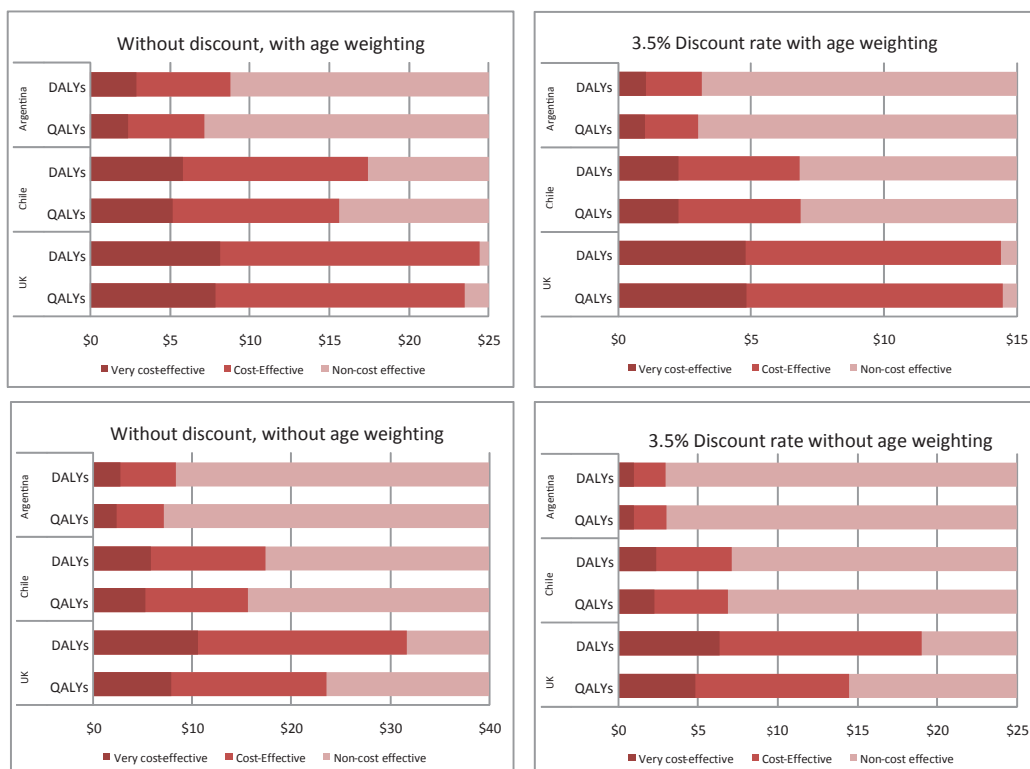 Without discount, with age weighting
Argentina
DALYs
QALYs
Chile
DALYs
QALYs
UK
DALYs
QALYs
$0 $5 $10 $15 $20 $25
Very cost-effective Cost-Effective Non-cost effective
3.5% Discount rate with age weighting
Argentina
DALYs
QALYs
Chile
DALYs
QALYs
UK
DALYs
QALYs
$0 $5 $10 $15
Very cost-effective Cost-Effective Non-cost effective
Without discount, without age weighting
Argentina
DALYs
QALYs
Chile
DALYs
QALYs
UK
DALYs
QALYs
$0 $10 $20 $30 $40
Very cost-effective Cost-Effective Non-cost effective
3.5% Discount rate without age weighting
Argentina
DALYs
QALYs
Chile
DALYs
QALYs
UK
DALYs
QALYs
$0 $5 $10 $15 $20 $25
Very cost-effective Cost-Effective Non-cost effective